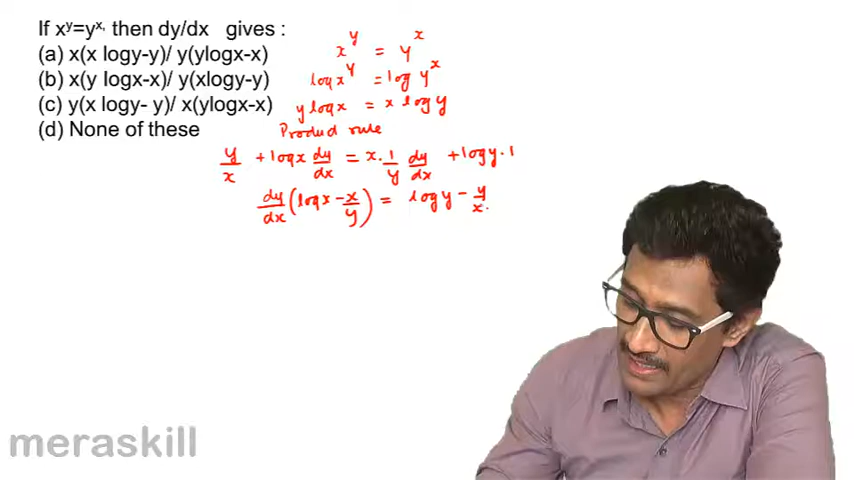 If xʸ=yˣ, then dy/dx gives :
(a) x(x logy-y)/ y(ylogx-x)
(b) x(y logx-x)/ y(xlogy-y)
(c) y(x logy- y)/ x(ylogx-x)
(d) None of these
xʸ = yˣ
log xʸ = log yˣ
y log x = x log y
Product rule
y/x + log x dy/dx = x · 1/y dy/dx + log y · 1
dy/dx (log x - x/y) = log y - y/x.
meraskill